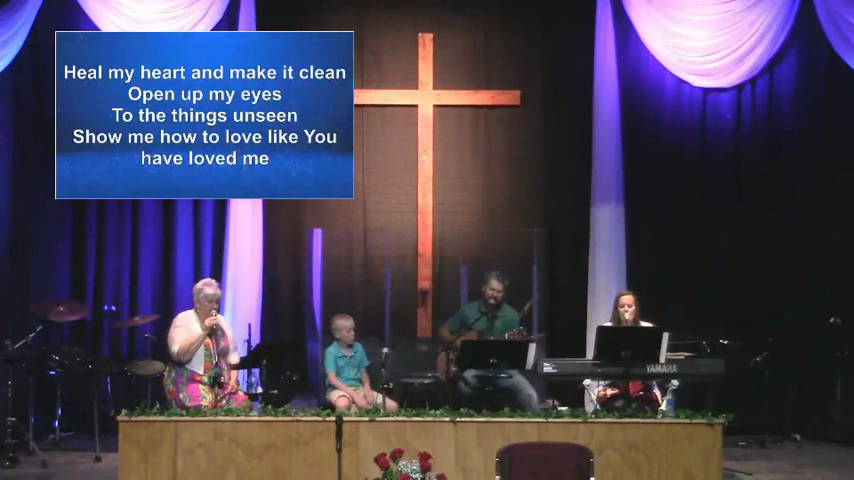 Heal my heart and make it clean
Open up my eyes
To the things unseen
Show me how to love like You
have loved me
YAMAHA